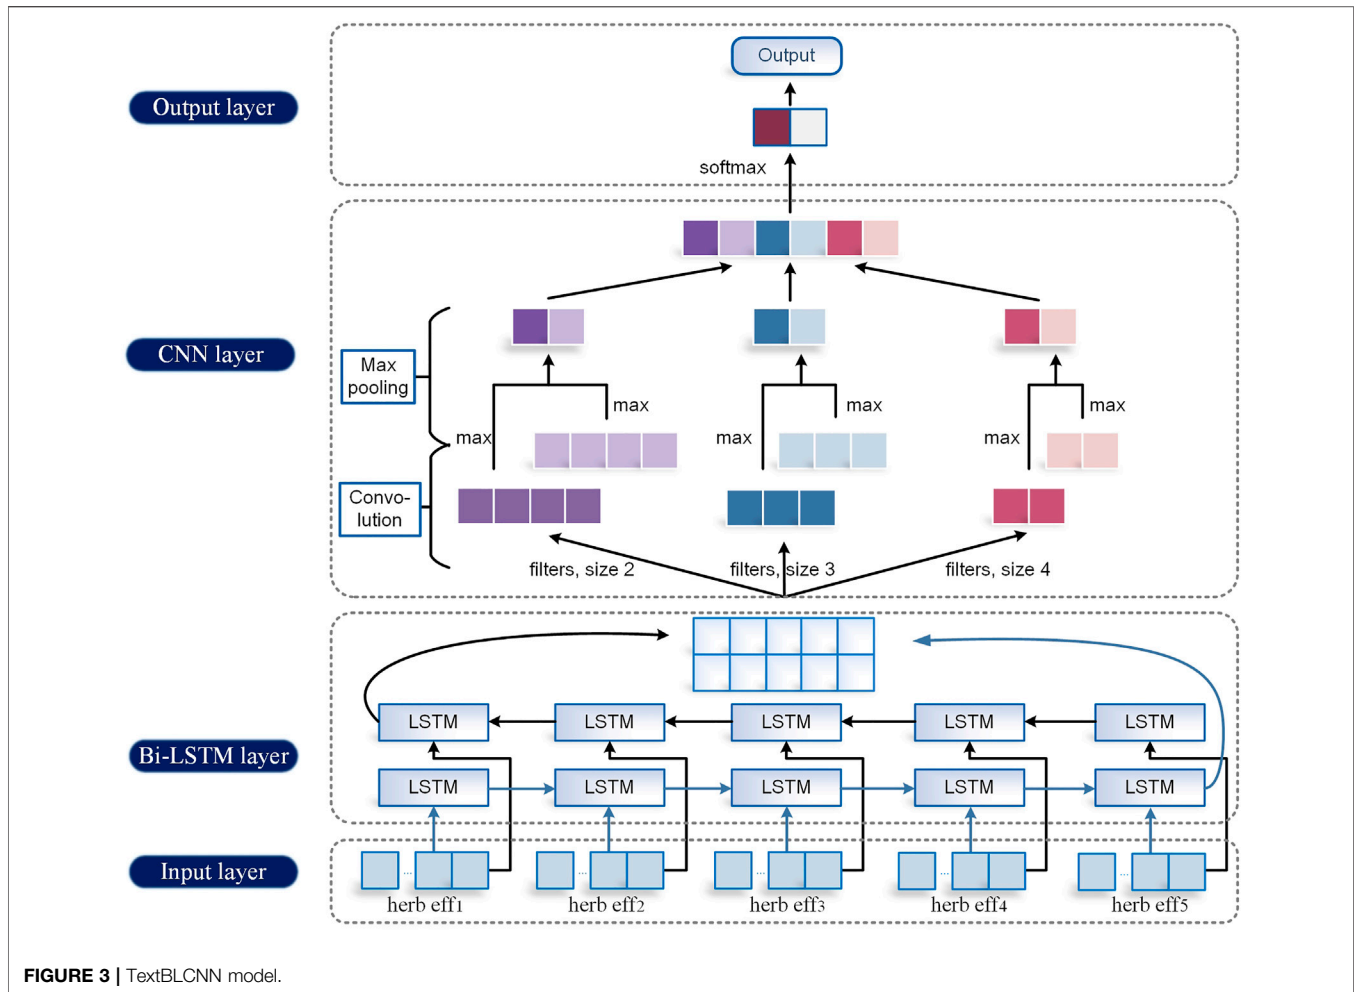 Output layer
Output
softmax
CNN layer
Max
pooling
Convo-
lution
max
max
max
max
max
max
filters, size 2
filters, size 3
filters, size 4
Bi-LSTM layer
LSTM
LSTM
LSTM
LSTM
LSTM
LSTM
LSTM
LSTM
LSTM
LSTM
Input layer
...
...
...
...
...
herb eff1
herb eff2
herb eff3
herb eff4
herb eff5
FIGURE 3 | TextBLCNN model.